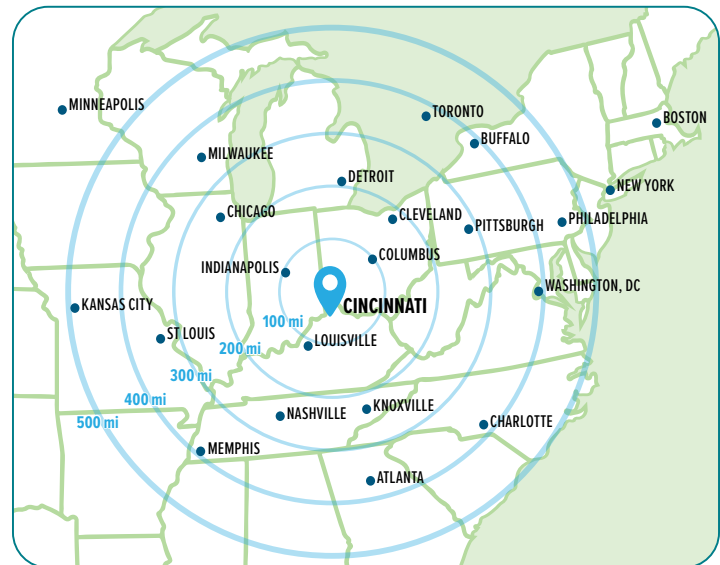 MINNEAPOLIS
TORONTO
BOSTON
BUFFALO
MILWAUKEE
DETROIT
NEW YORK
CHICAGO
CLEVELAND
PITTSBURGH
PHILADELPHIA
COLUMBUS
INDIANAPOLIS
WASHINGTON, DC
KANSAS CITY
CINCINNATI
100 mi
ST LOUIS
LOUISVILLE
200 mi
300 mi
400 mi
KNOXVILLE
NASHVILLE
500 mi
CHARLOTTE
MEMPHIS
ATLANTA